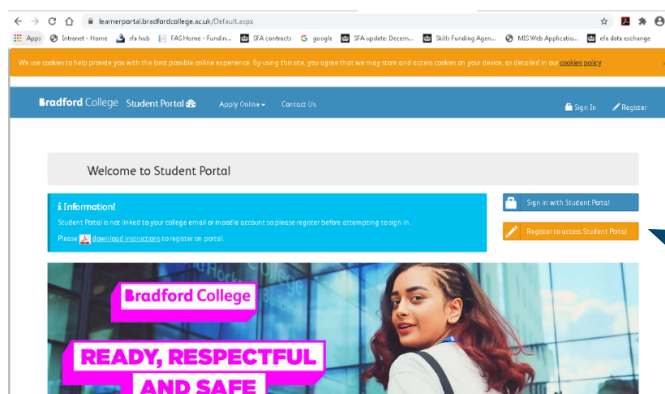 learnerportal.bradfordcollege.ac.uk/Default.aspx
Apps Intranet - Home sfa hub FAS Home - Fundin... SFA contracts google SFA update: Decem... Skills Funding Agen... MIS Web Applicatio... efa data exchange
We use cookies to help provide you with the best possible online experience. By using this site, you agree that we may store and access cookies on your device, as detailed in our cookies policy
Bradford College Student Portal Apply Online Contact Us Sign In Register
Welcome to Student Portal
Information!
Student Portal is not linked to your college email or moodle account so please register before attempting to sign in.
Please download instructions to register on portal.
Sign in with Student Portal
Register to access Student Portal
Bradford College
READY, RESPECTFUL
AND SAFE